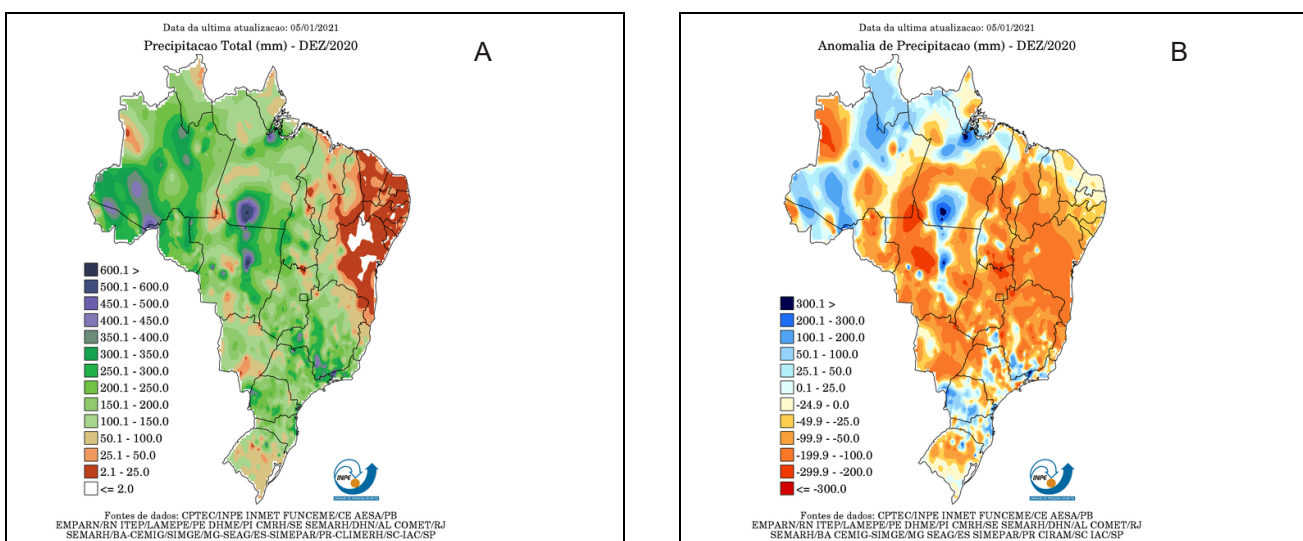 Data da ultima atualizacao: 05/01/2021
Precipitacao Total (mm) - DEZ/2020
A
600.1 >
500.1 - 600.0
450.1 - 500.0
400.1 - 450.0
350.1 - 400.0
300.1 - 350.0
250.1 - 300.0
200.1 - 250.0
150.1 - 200.0
100.1 - 150.0
50.1 - 100.0
25.1 - 50.0
2.1 - 25.0
<= 2.0
INPE
Fontes de dados: CPTEC/INPE INMET FUNCEME/CE AESA/PB
EMPARN/RN ITEP/LAMEPE/PE DHME/PI CMRH/SE SEMARH/DHN/AL COMET/RJ
SEMARH/BA-CEMIG/SIMGE/MG-SEAG/ES-SIMEPAR/PR-CLIMERH/SC-IAC/SP
Data da ultima atualizacao: 05/01/2021
Anomalia de Precipitacao (mm) - DEZ/2020
B
300.1 >
200.1 - 300.0
100.1 - 200.0
50.1 - 100.0
25.1 - 50.0
0.1 - 25.0
-24.9 - 0.0
-49.9 - -25.0
-99.9 - -50.0
-199.9 - -100.0
-299.9 - -200.0
<= -300.0
INPE
Fontes de dados: CPTEC/INPE INMET FUNCEME/CE AESA/PB
EMPARN/RN ITEP/LAMEPE/PE DHME/PI CMRH/SE SEMARH/DHN/AL COMET/RJ
SEMARH/BA CEMIG-SIMGE/MG SEAG/ES SIMEPAR/PR CIRAM/SC IAC/SP